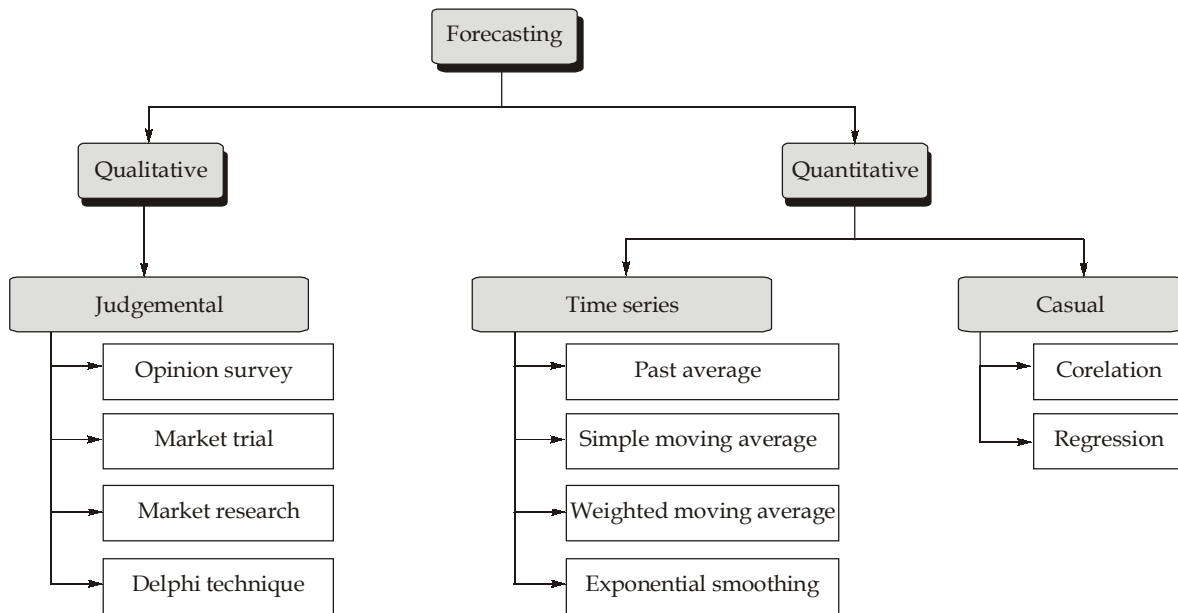 Forecasting
Qualitative
Quantitative
Judgemental
Time series
Casual
Opinion survey
Past average
Corelation
Market trial
Simple moving average
Regression
Market research
Weighted moving average
Delphi technique
Exponential smoothing